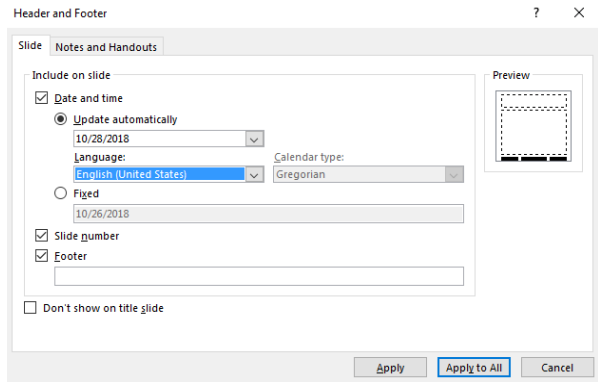 Header and Footer ?
Slide Notes and Handouts
Include on slide
Preview
Date and time
Update automatically
10/28/2018
Language: Calendar type:
English (United States) Gregorian
Fixed
10/26/2018
Slide number
Footer
Don't show on title slide
Apply Apply to All Cancel